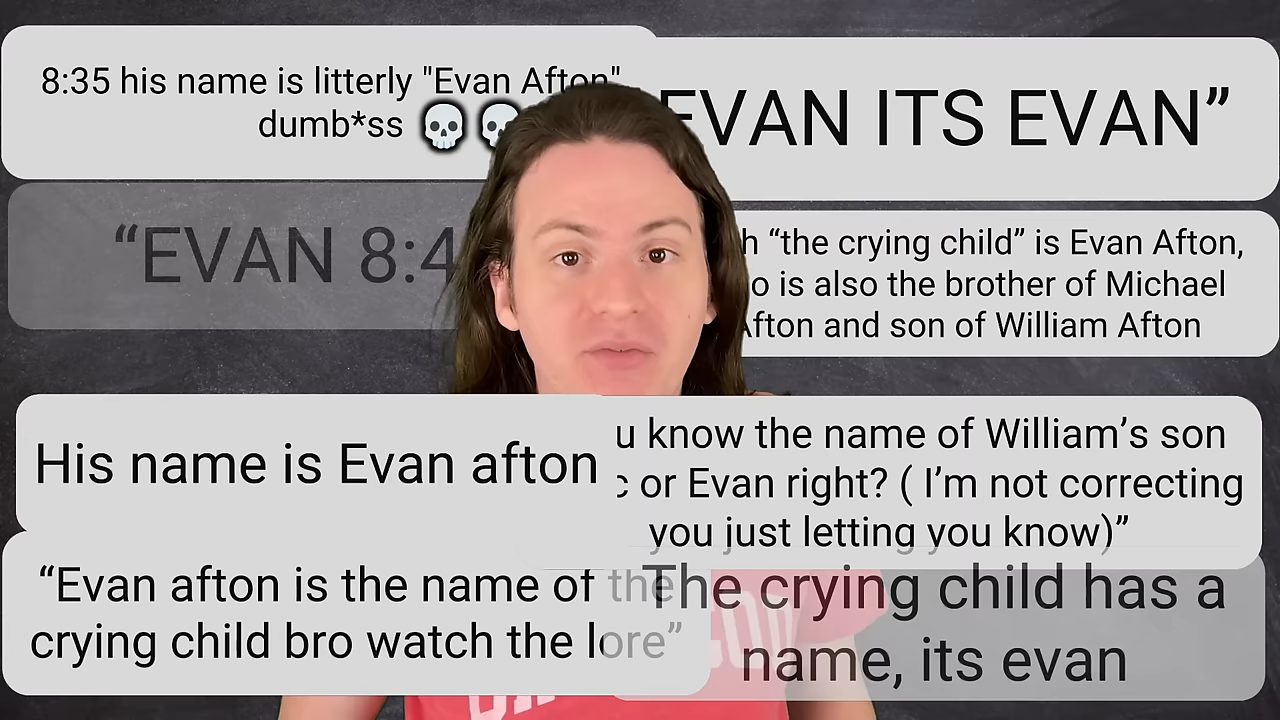 8:35 his name is litterly "Evan Afton"
dumb*ss 💀💀
EVAN ITS EVAN”
“EVAN 8:4
“the crying child” is Evan Afton,
is also the brother of Michael
Afton and son of William Afton
His name is Evan afton
know the name of William’s son
or Evan right? ( I’m not correcting
you just letting you know)”
“Evan afton is the name of the
crying child bro watch the lore”
The crying child has a
name, its evan